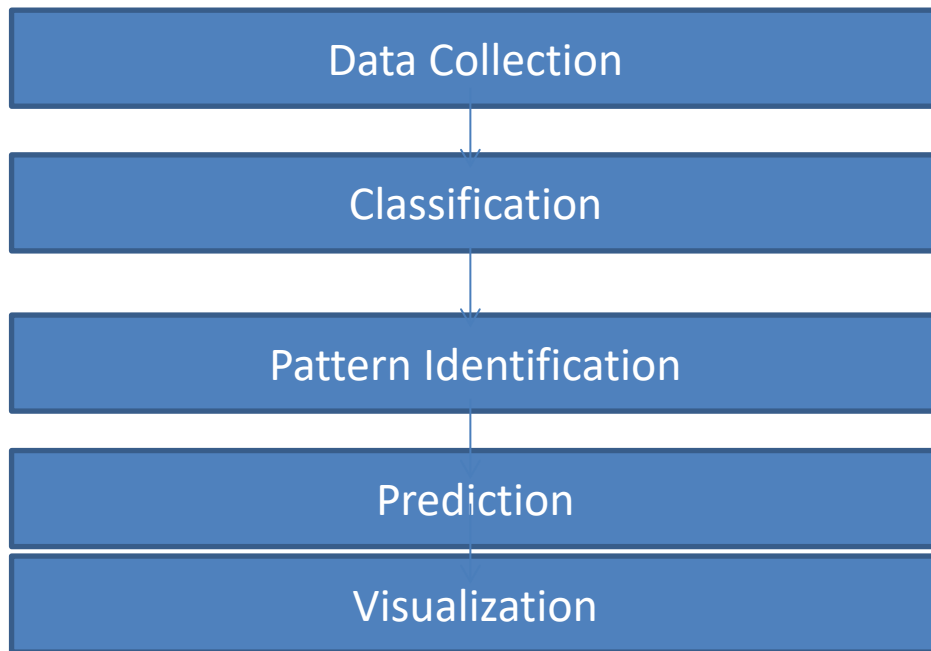 Data Collection
Classification
Pattern Identification
Prediction
Visualization